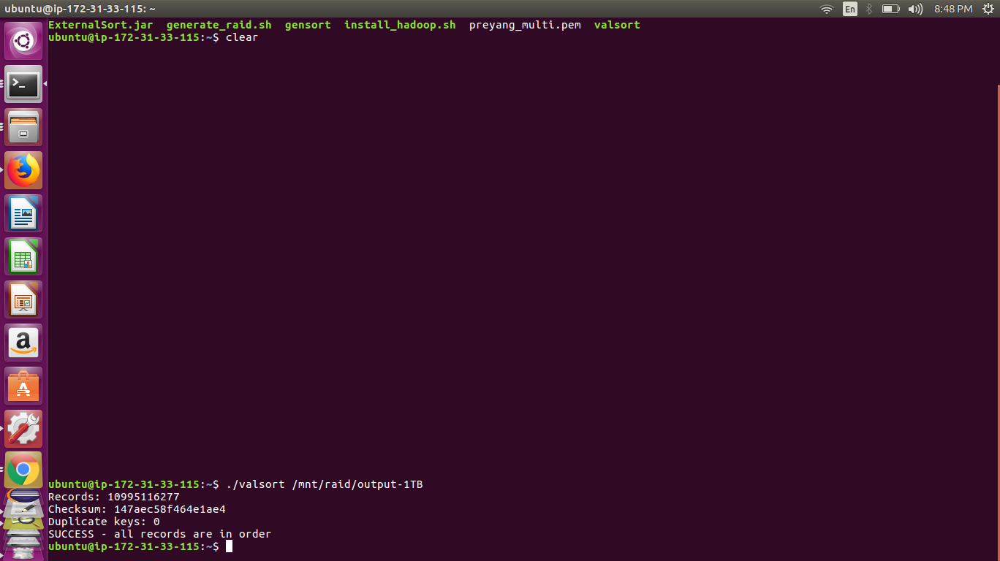 ubuntu@ip-172-31-33-115: ~
En
8:48 PM
ExternalSort.jar generate_raid.sh gensort install_hadoop.sh preyang_multi.pem valsort
ubuntu@ip-172-31-33-115:~$ clear
ubuntu@ip-172-31-33-115:~$ ./valsort /mnt/raid/output-1TB
Records: 10995116277
Checksum: 147aec58f464e1ae4
Duplicate keys: 0
SUCCESS - all records are in order
ubuntu@ip-172-31-33-115:~$